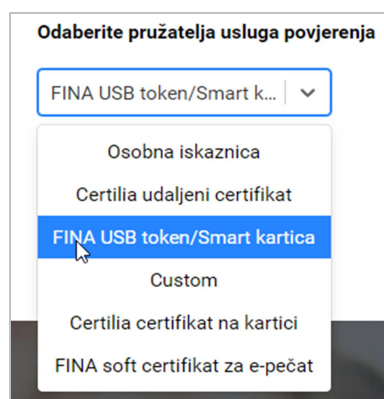 Odaberite pružatelja usluga povjerenja
FINA USB token/Smart k...
Osobna iskaznica
Certilia udaljeni certifikat
FINA USB token/Smart kartica
Custom
Certilia certifikat na kartici
FINA soft certifikat za e-pečat